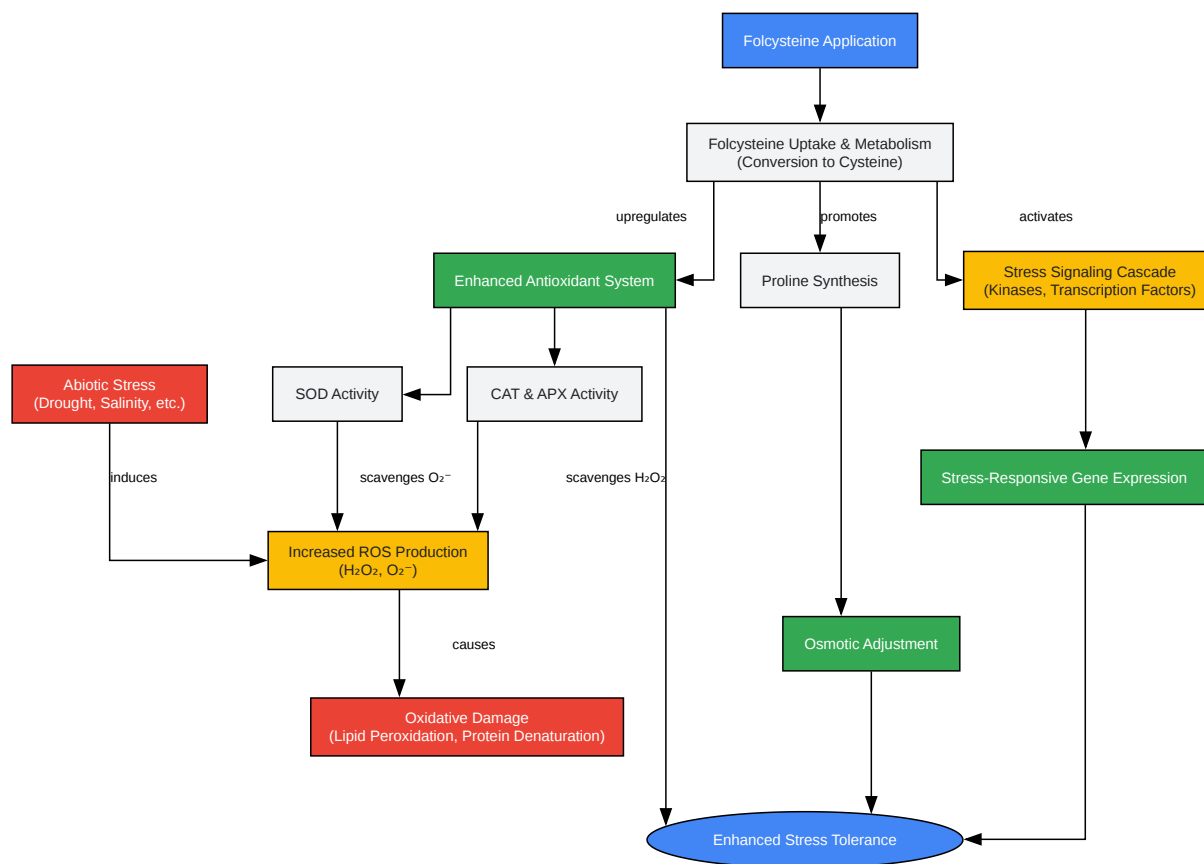 Folcysteine Application
Folcysteine Uptake & Metabolism
(Conversion to Cysteine)
upregulates
promotes
activates
Enhanced Antioxidant System
Proline Synthesis
Stress Signaling Cascade
(Kinases, Transcription Factors)
Abiotic Stress
(Drought, Salinity, etc.)
SOD Activity
CAT & APX Activity
induces
scavenges O₂⁻
scavenges H₂O₂
Stress-Responsive Gene Expression
Increased ROS Production
(H₂O₂, O₂⁻)
causes
Osmotic Adjustment
Oxidative Damage
(Lipid Peroxidation, Protein Denaturation)
Enhanced Stress Tolerance